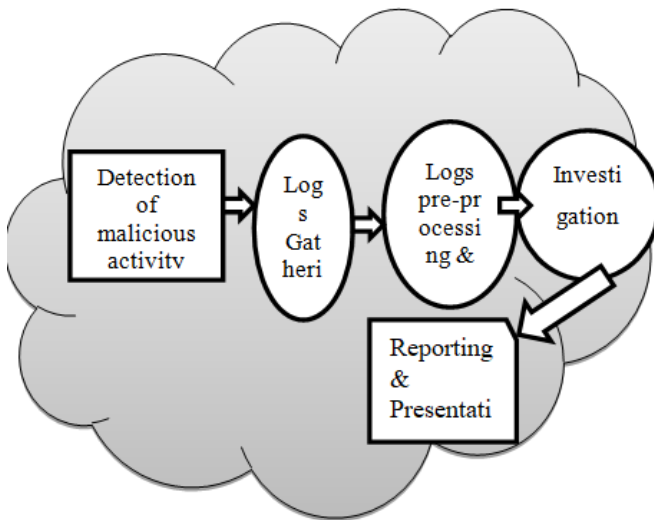 Detection
of
malicious
activity
Log
s
Gat
heri
Logs
pre-pr
ocessi
ng &
Investi
gation
Reporting
&
Presentati